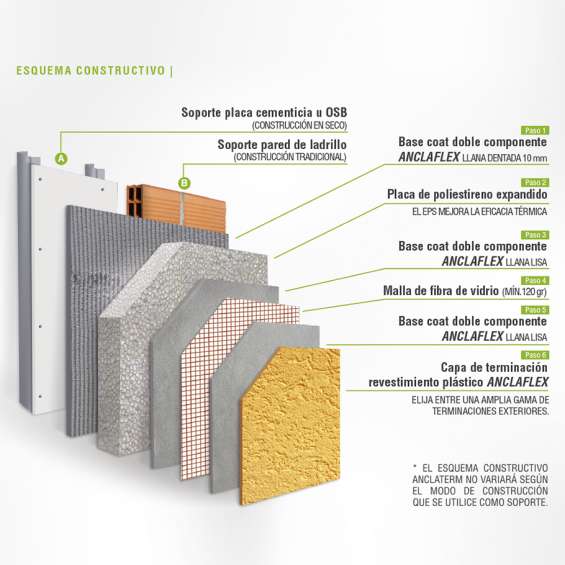 ESQUEMA CONSTRUCTIVO |
Soporte placa cementicia u OSB
(CONSTRUCCIÓN EN SECO)
A
Soporte pared de ladrillo
(CONSTRUCCIÓN TRADICIONAL)
B
Paso 1
Base coat doble componente
ANCLAFLEX LLANA DENTADA 10 mm
Paso 2
Placa de poliestireno expandido
EL EPS MEJORA LA EFICACIA TÉRMICA
Paso 3
Base coat doble componente
ANCLAFLEX LLANA LISA
Paso 4
Malla de fibra de vidrio (MÍN.120 gr)
Paso 5
Base coat doble componente
ANCLAFLEX LLANA LISA
Paso 6
Capa de terminación
revestimiento plástico ANCLAFLEX
ELIJA ENTRE UNA AMPLIA GAMA DE
TERMINACIONES EXTERIORES.
* EL ESQUEMA CONSTRUCTIVO
ANCLATERM NO VARIARÁ SEGÚN
EL MODO DE CONSTRUCCIÓN
QUE SE UTILICE COMO SOPORTE.